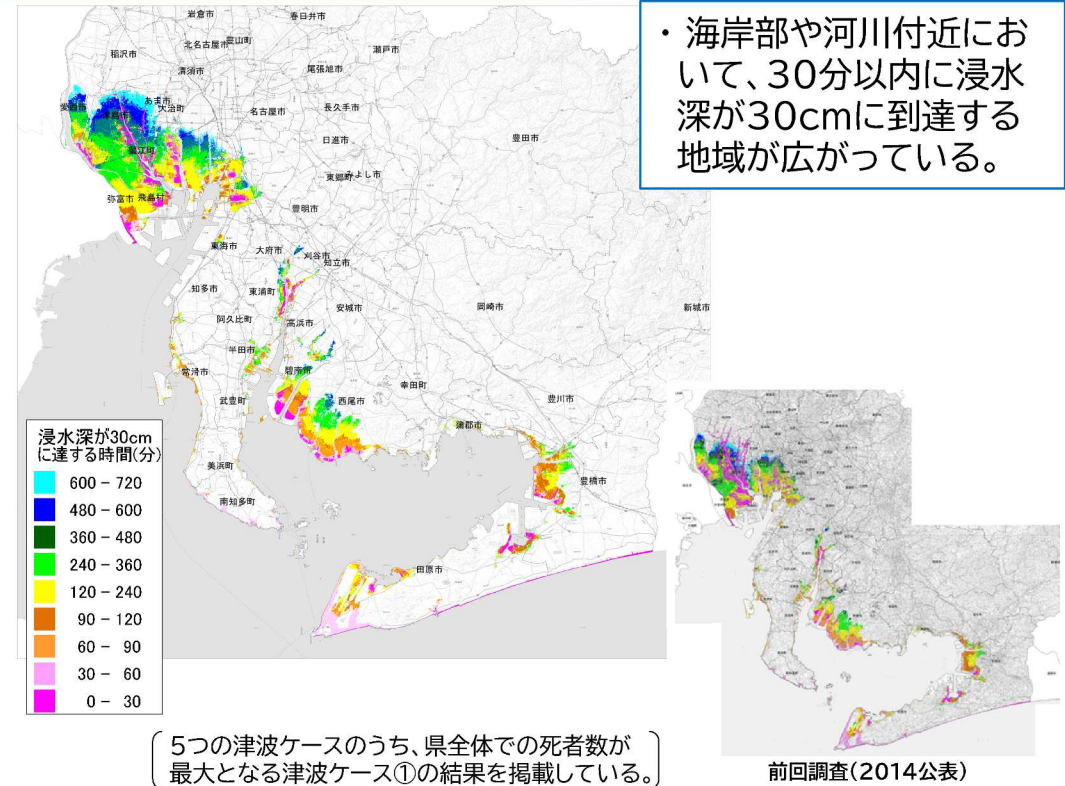 ・海岸部や河川付近にお
いて、30分以内に浸水
深が30cmに到達する
地域が広がっている。
岩倉市
春日井市
稲沢市
北名古屋市
豊山町
瀬戸市
清須市
尾張旭市
愛西市
津島市
あま市
大治町
名古屋市
長久手市
日進市
豊田市
蟹江町
東郷町
みよし市
弥富市
飛島村
豊明市
東海市
大府市
刈谷市
知立市
知多市
東浦町
安城市
岡崎市
新城市
阿久比町
高浜市
半田市
碧南市
常滑市
幸田町
武豊町
西尾市
豊川市
蒲郡市
美浜町
豊橋市
南知多町
田原市
浸水深が30cm
に達する時間(分)
600 - 720
480 - 600
360 - 480
240 - 360
120 - 240
90 - 120
60 - 90
30 - 60
0 - 30
5つの津波ケースのうち、県全体での死者数が
最大となる津波ケース①の結果を掲載している。
前回調査(2014公表)